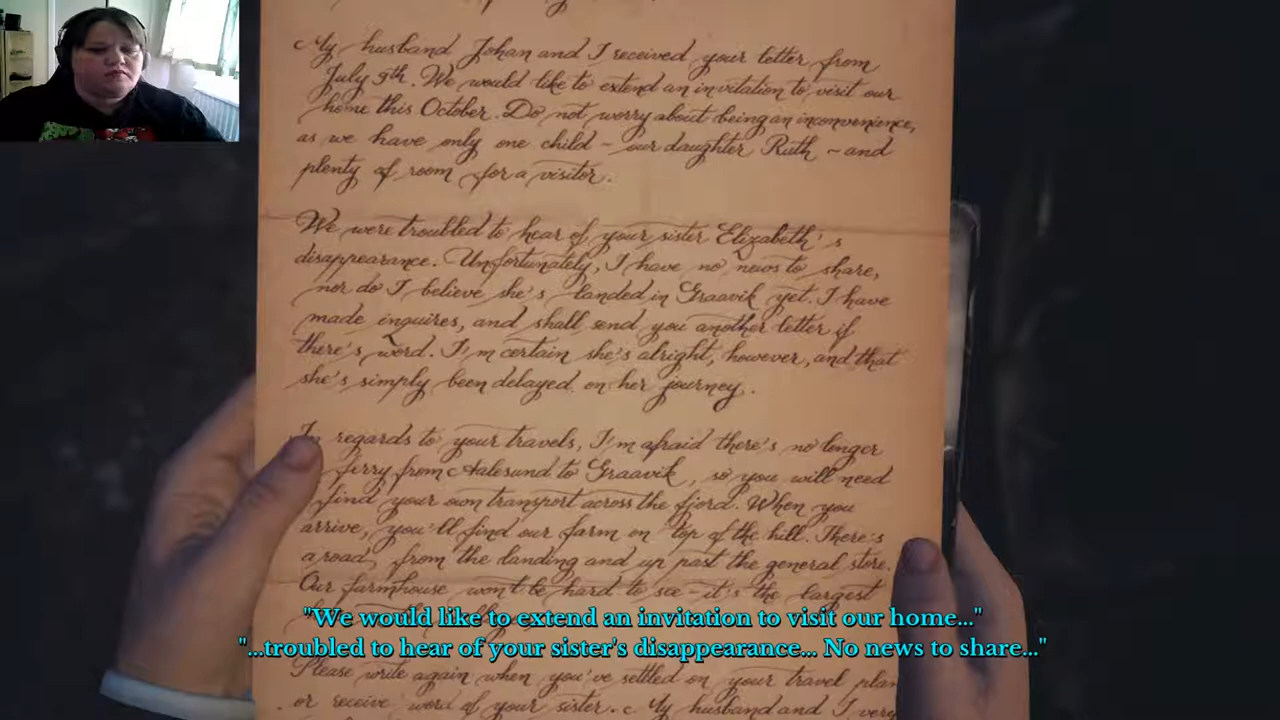 My husband Johan and I received your letter from
July 9th. We would like to extend an invitation to visit our
home this October. Do not worry about being an inconvenience,
as we have only one child - our daughter Ruth - and
plenty of room for a visitor.
We were troubled to hear of your sister Elizabeth's
disappearance. Unfortunately, I have no news to share,
nor do I believe she's landed in Graavik yet. I have
made inquires, and shall send you another letter if
there's word. I'm certain she's alright, however, and that
she's simply been delayed on her journey.
In regards to your travels, I'm afraid there's no longer
ferry from Aalesund to Graavik, so you will need
find your own transport across the fjord. When you
arrive, you'll find our farm on top of the hill. There's
a road, from the landing and up past the general store.
Our farmhouse won't be hard to see - it's the largest
"We would like to extend an invitation to visit our home..."
"...troubled to hear of your sister's disappearance... No news to share..."
Please write again when you've settled on your travel plan
or receive word of your sister. My husband and I very